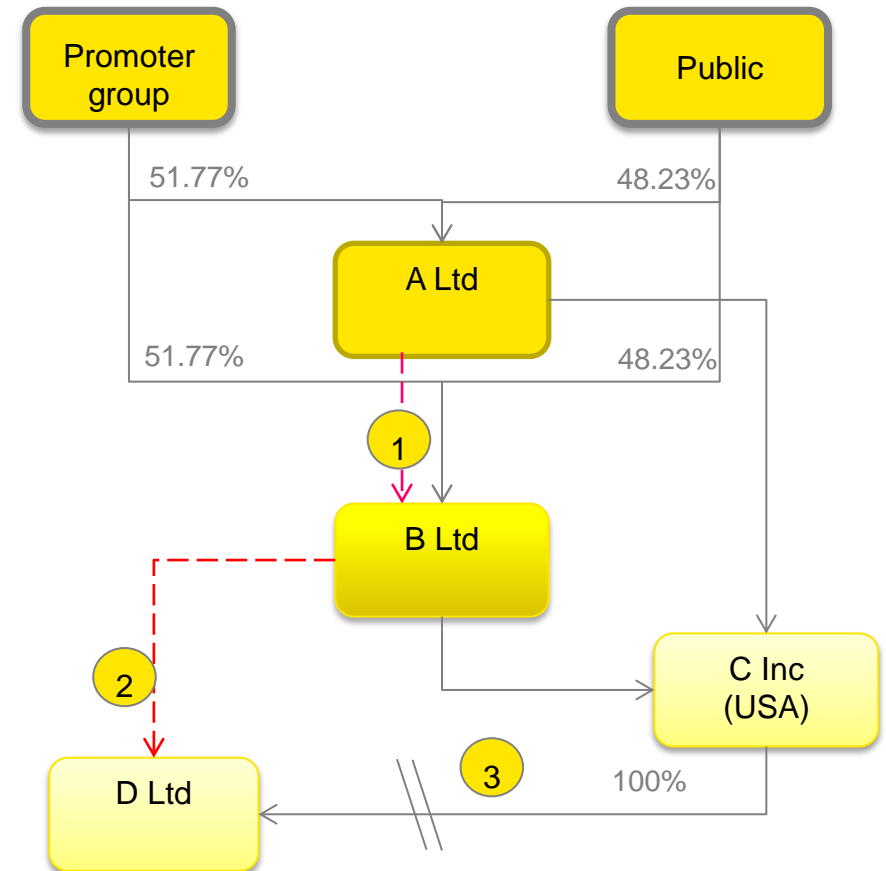 Promoter
group
Public
51.77%
48.23%
A Ltd
51.77%
48.23%
1
B Ltd
2
C Inc
(USA)
3
100%
D Ltd